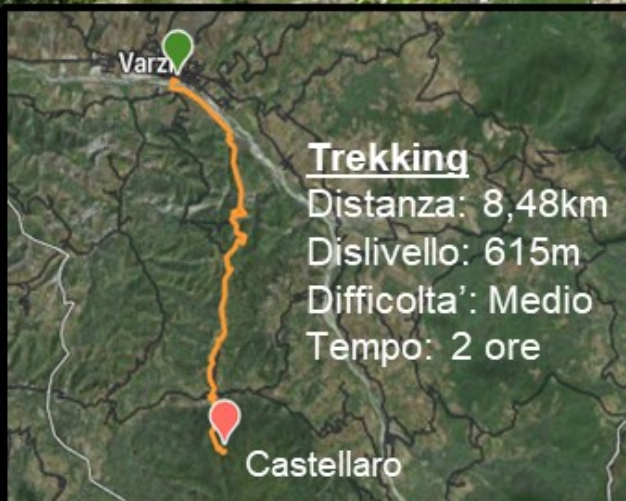 Varzi
Trekking
Distanza: 8,48km
Dislivello: 615m
Difficolta’: Medio
Tempo: 2 ore
Castellaro